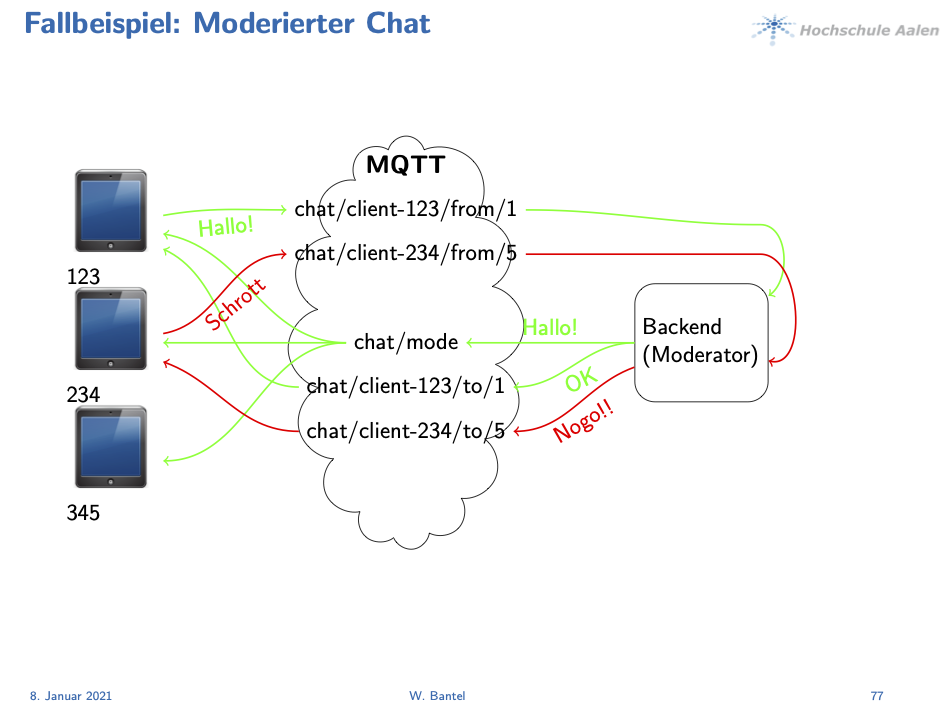 Fallbeispiel: Moderierter Chat
Hochschule Aalen
MQTT
chat/client-123/from/1
Hallo!
chat/client-234/from/5
123
Schrott
Hallo!
Backend
(Moderator)
chat/mode
OK
chat/client-123/to/1
234
Nogo!!
chat/client-234/to/5
345
8. Januar 2021
W. Bantel
77